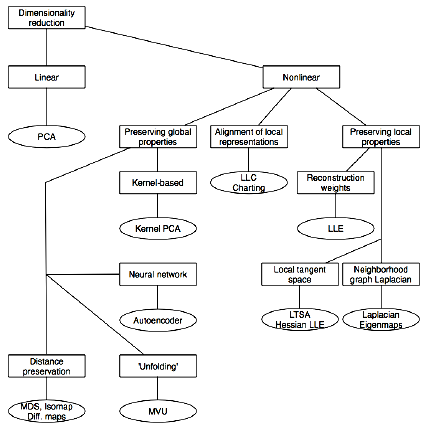 Dimensionality
reduction
Linear
Nonlinear
PCA
Preserving global
properties
Alignment of local
representations
Preserving local
properties
Kernel-based
LLC
Charting
Reconstruction
weights
Kernel PCA
LLE
Neural network
Local tangent
space
Neighborhood
graph Laplacian
Autoencoder
LTSA
Hessian LLE
Laplacian
Eigenmaps
Distance
preservation
'Unfolding'
MDS, Isomap
Diff. maps
MVU